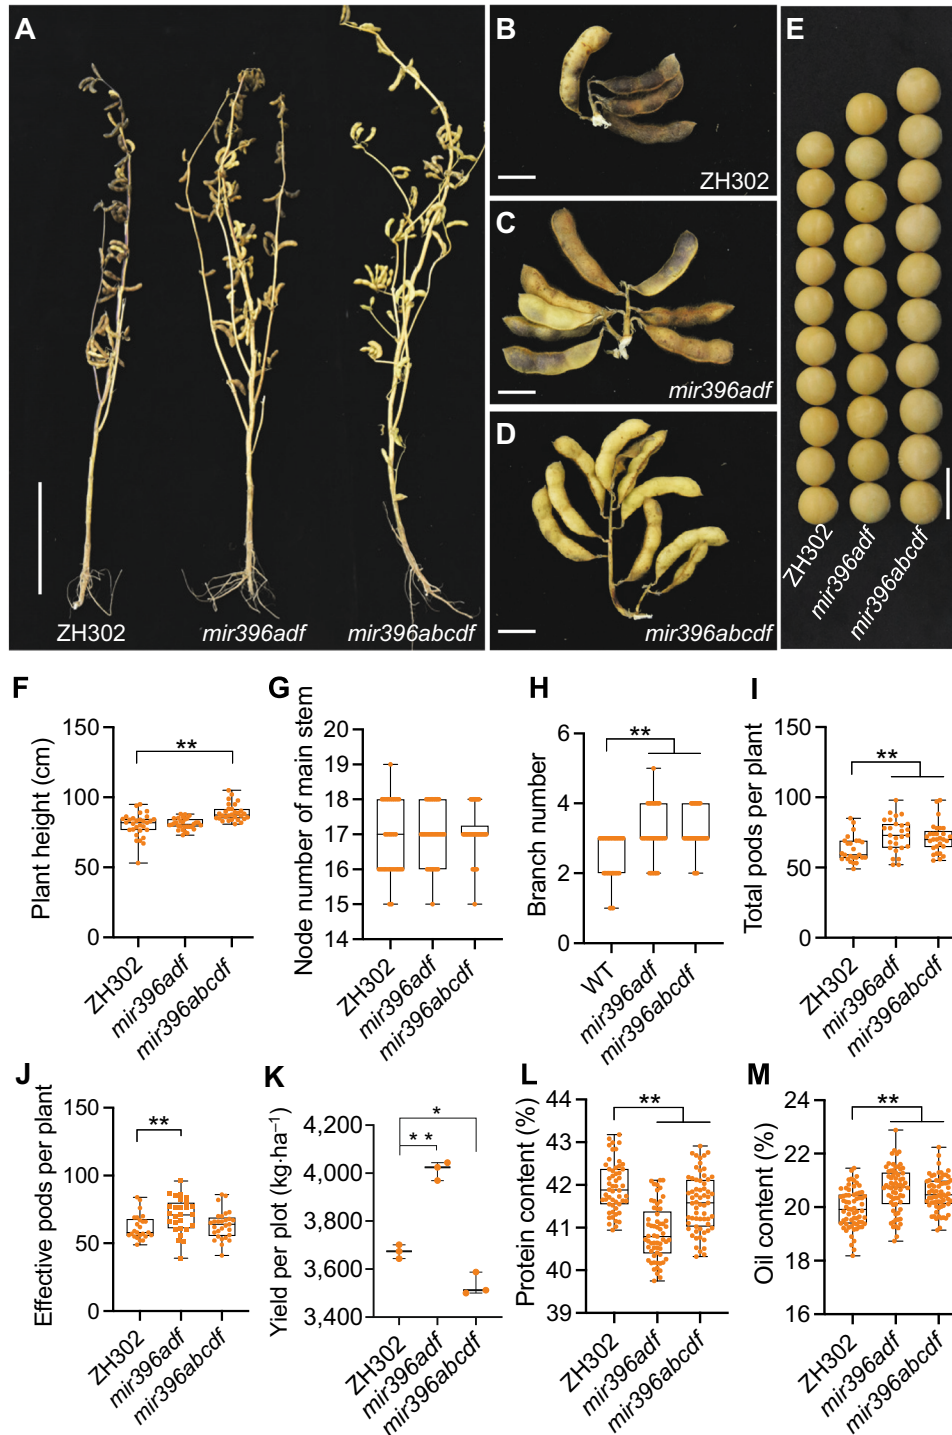 A
ZH302
mir396adf
mir396abcdf
B
ZH302
C
mir396adf
D
mir396abcdf
E
ZH302
mir396adf
mir396abcdf
F
Plant height (cm)
150
100
50
0
**
ZH302
mir396adf
mir396abcdf
G
Node number of main stem
20
19
18
17
16
15
14
ZH302
mir396adf
mir396abcdf
H
Branch number
6
4
2
0
**
WT
mir396adf
mir396abcdf
I
Total pods per plant
150
100
50
0
**
ZH302
mir396adf
mir396abcdf
J
Effective pods per plant
150
100
50
0
**
ZH302
mir396adf
mir396abcdf
K
Yield per plot (kg·ha⁻¹)
4,200
4,000
3,800
3,600
3,400
*
**
ZH302
mir396adf
mir396abcdf
L
Protein content (%)
44
43
42
41
40
39
**
ZH302
mir396adf
mir396abcdf
M
Oil content (%)
24
22
20
18
16
**
ZH302
mir396adf
mir396abcdf